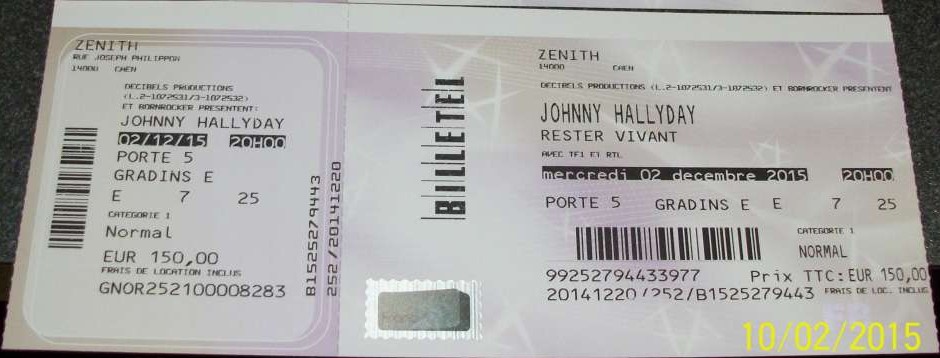 ZENITH
RUE JOSEPH PHILIPPON
14000 CAEN
DECIBELS PRODUCTIONS
(L.2-1072531/3-1072532)
ET BORNROCKER PRESENTENT:
JOHNNY HALLYDAY
02/12/15 20H00
PORTE 5
GRADINS E
E 7 25
CATEGORIE 1
Normal
EUR 150,00
FRAIS DE LOCATION INCLUS
GNOR252100008283
B1525279443
252/20141220
BILLETEL
ZENITH
14000 CAEN
DECIBELS PRODUCTIONS (L.2-1072531/3-1072532) ET BORNROCKER PRESENTENT
JOHNNY HALLYDAY
RESTER VIVANT
AVEC TF1 ET RTL
mercredi 02 decembre 2015 20H00
PORTE 5 GRADINS E E 7 25
CATEGORIE 1
NORMAL
99252794433977 Prix TTC: EUR 150,00
20141220/252/B1525279443 FRAIS DE LOC. INCLUS
10/02/2015